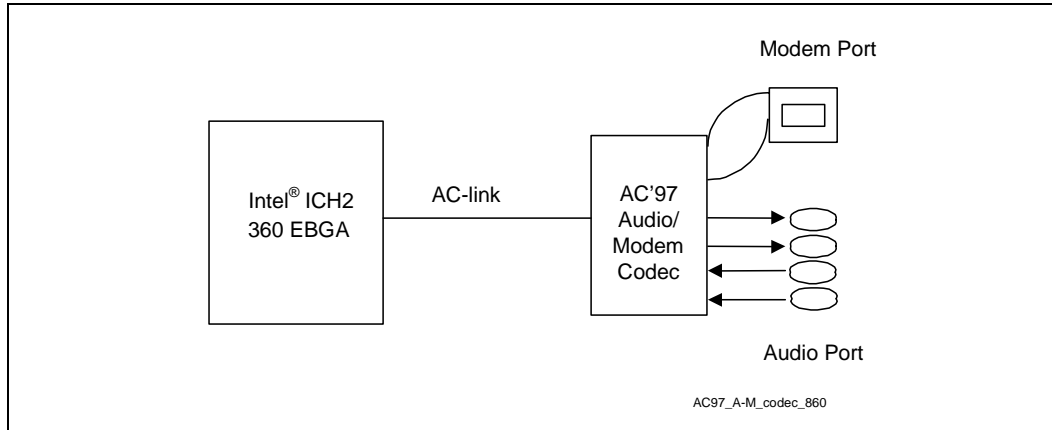 Modem Port
Intel® ICH2
360 EBGA
AC-link
AC’97
Audio/
Modem
Codec
Audio Port
AC97_A-M_codec_860